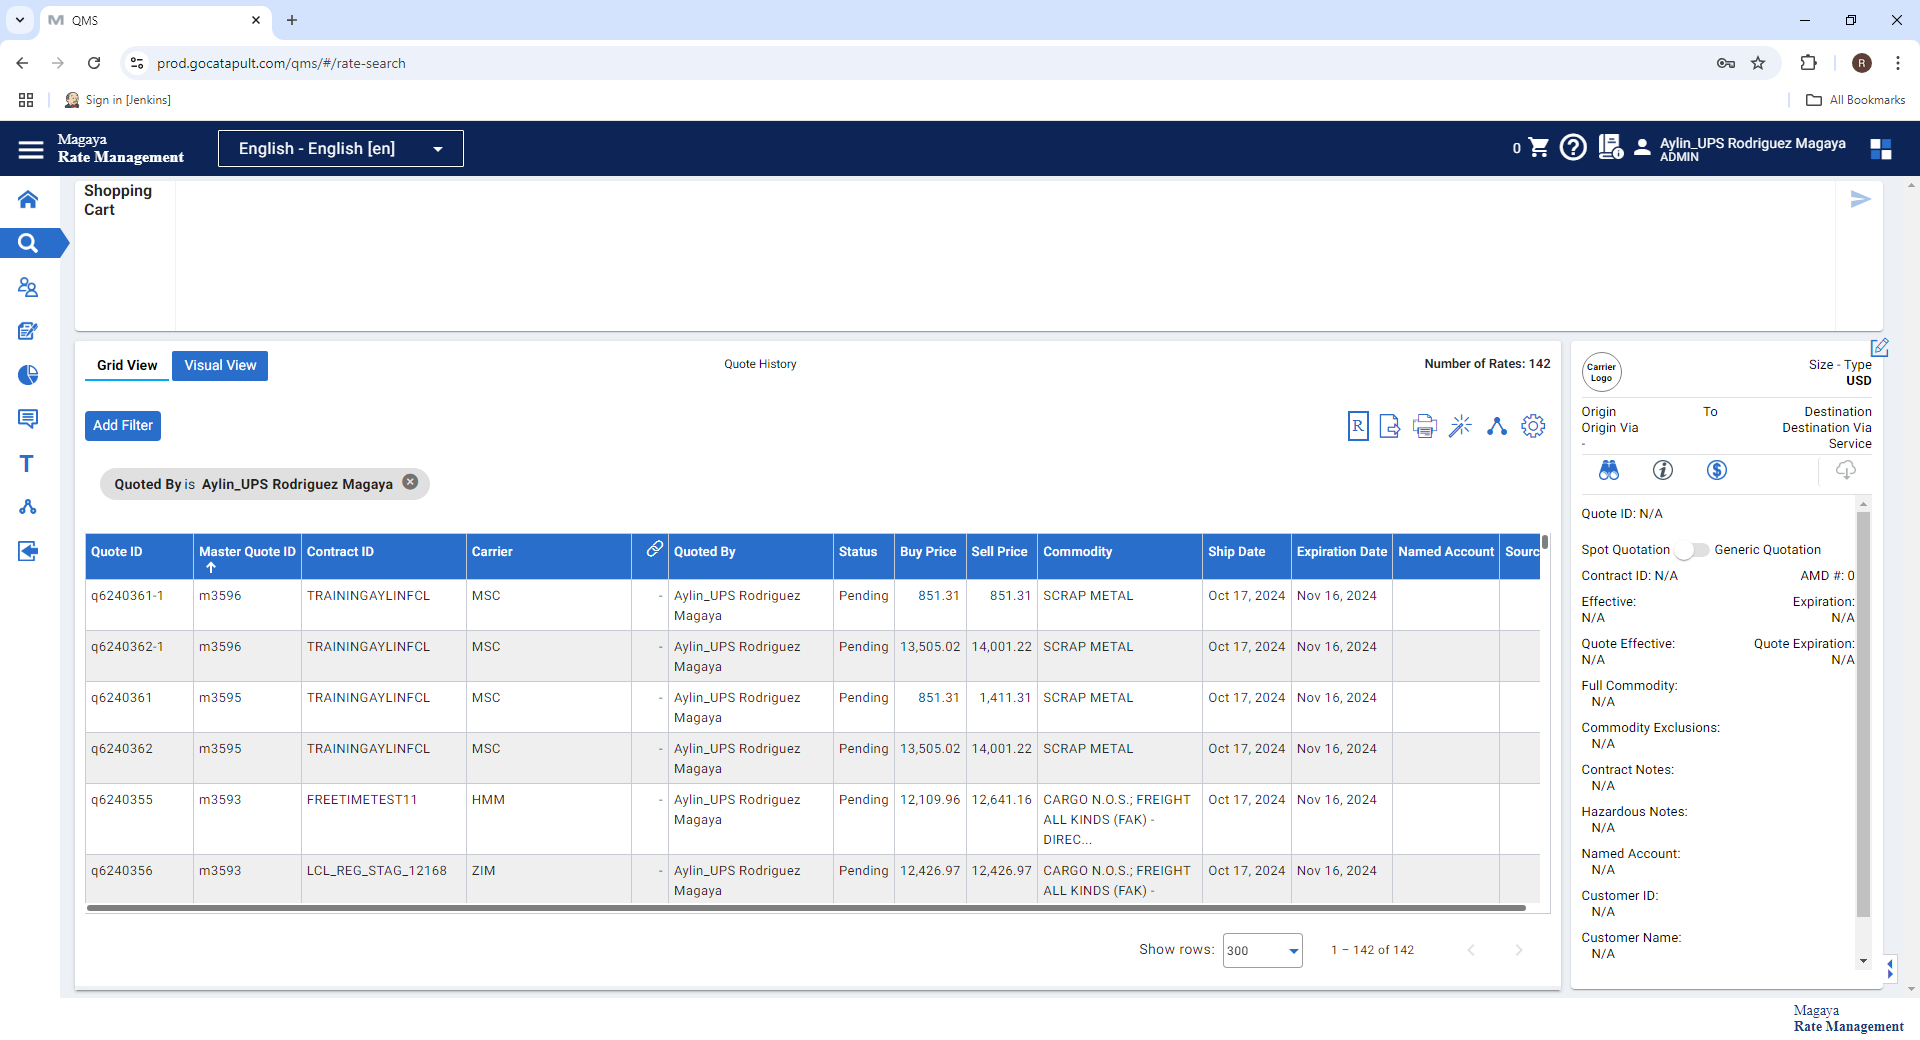 QMS
prod.gocatapult.com/qms/#/rate-search
R
Sign in [Jenkins]
All Bookmarks
Magaya
Rate Management
English - English [en]
0
Aylin_UPS Rodriguez Magaya
ADMIN
Shopping
Cart
Grid View
Visual View
Quote History
Number of Rates: 142
Add Filter
R
Quoted By is Aylin_UPS Rodriguez Magaya
Quote ID
Master Quote ID
Contract ID
Carrier
Quoted By
Status
Buy Price
Sell Price
Commodity
Ship Date
Expiration Date
Named Account
Sourc
q6240361-1 m3596 TRAININGAYLINFCL MSC - Aylin_UPS Rodriguez Pending 851.31 851.31 SCRAP METAL Oct 17, 2024 Nov 16, 2024
Magaya
q6240362-1 m3596 TRAININGAYLINFCL MSC - Aylin_UPS Rodriguez Pending 13,505.02 14,001.22 SCRAP METAL Oct 17, 2024 Nov 16, 2024
Magaya
q6240361 m3595 TRAININGAYLINFCL MSC - Aylin_UPS Rodriguez Pending 851.31 1,411.31 SCRAP METAL Oct 17, 2024 Nov 16, 2024
Magaya
q6240362 m3595 TRAININGAYLINFCL MSC - Aylin_UPS Rodriguez Pending 13,505.02 14,001.22 SCRAP METAL Oct 17, 2024 Nov 16, 2024
Magaya
q6240355 m3593 FREETIMETEST11 HMM - Aylin_UPS Rodriguez Pending 12,109.96 12,641.16 CARGO N.O.S.; FREIGHT Oct 17, 2024 Nov 16, 2024
Magaya ALL KINDS (FAK) -
DIREC...
q6240356 m3593 LCL_REG_STAG_12168 ZIM - Aylin_UPS Rodriguez Pending 12,426.97 12,426.97 CARGO N.O.S.; FREIGHT Oct 17, 2024 Nov 16, 2024
Magaya ALL KINDS (FAK) -
Show rows: 300 1 – 142 of 142
Carrier
Logo
Size - Type
USD
Origin To Destination
Origin Via Destination Via
- Service
Quote ID: N/A
Spot Quotation Generic Quotation
Contract ID: N/A AMD #: 0
Effective: Expiration:
N/A N/A
Quote Effective: Quote Expiration:
N/A N/A
Full Commodity:
N/A
Commodity Exclusions:
N/A
Contract Notes:
N/A
Hazardous Notes:
N/A
Named Account:
N/A
Customer ID:
N/A
Customer Name:
N/A
Magaya
Rate Management